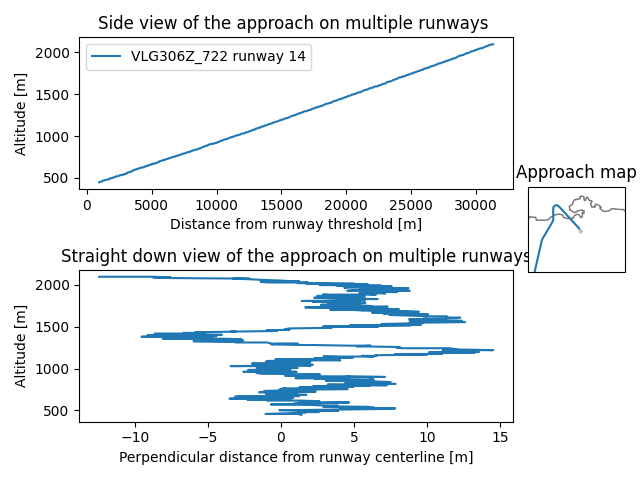 Side view of the approach on multiple runways
Altitude [m]
2000
1500
1000
500
VLG306Z_722 runway 14
0
5000
10000
15000
20000
25000
30000
Distance from runway threshold [m]
Approach map
Straight down view of the approach on multiple runways
Altitude [m]
2000
1500
1000
500
−10
−5
0
5
10
15
Perpendicular distance from runway centerline [m]